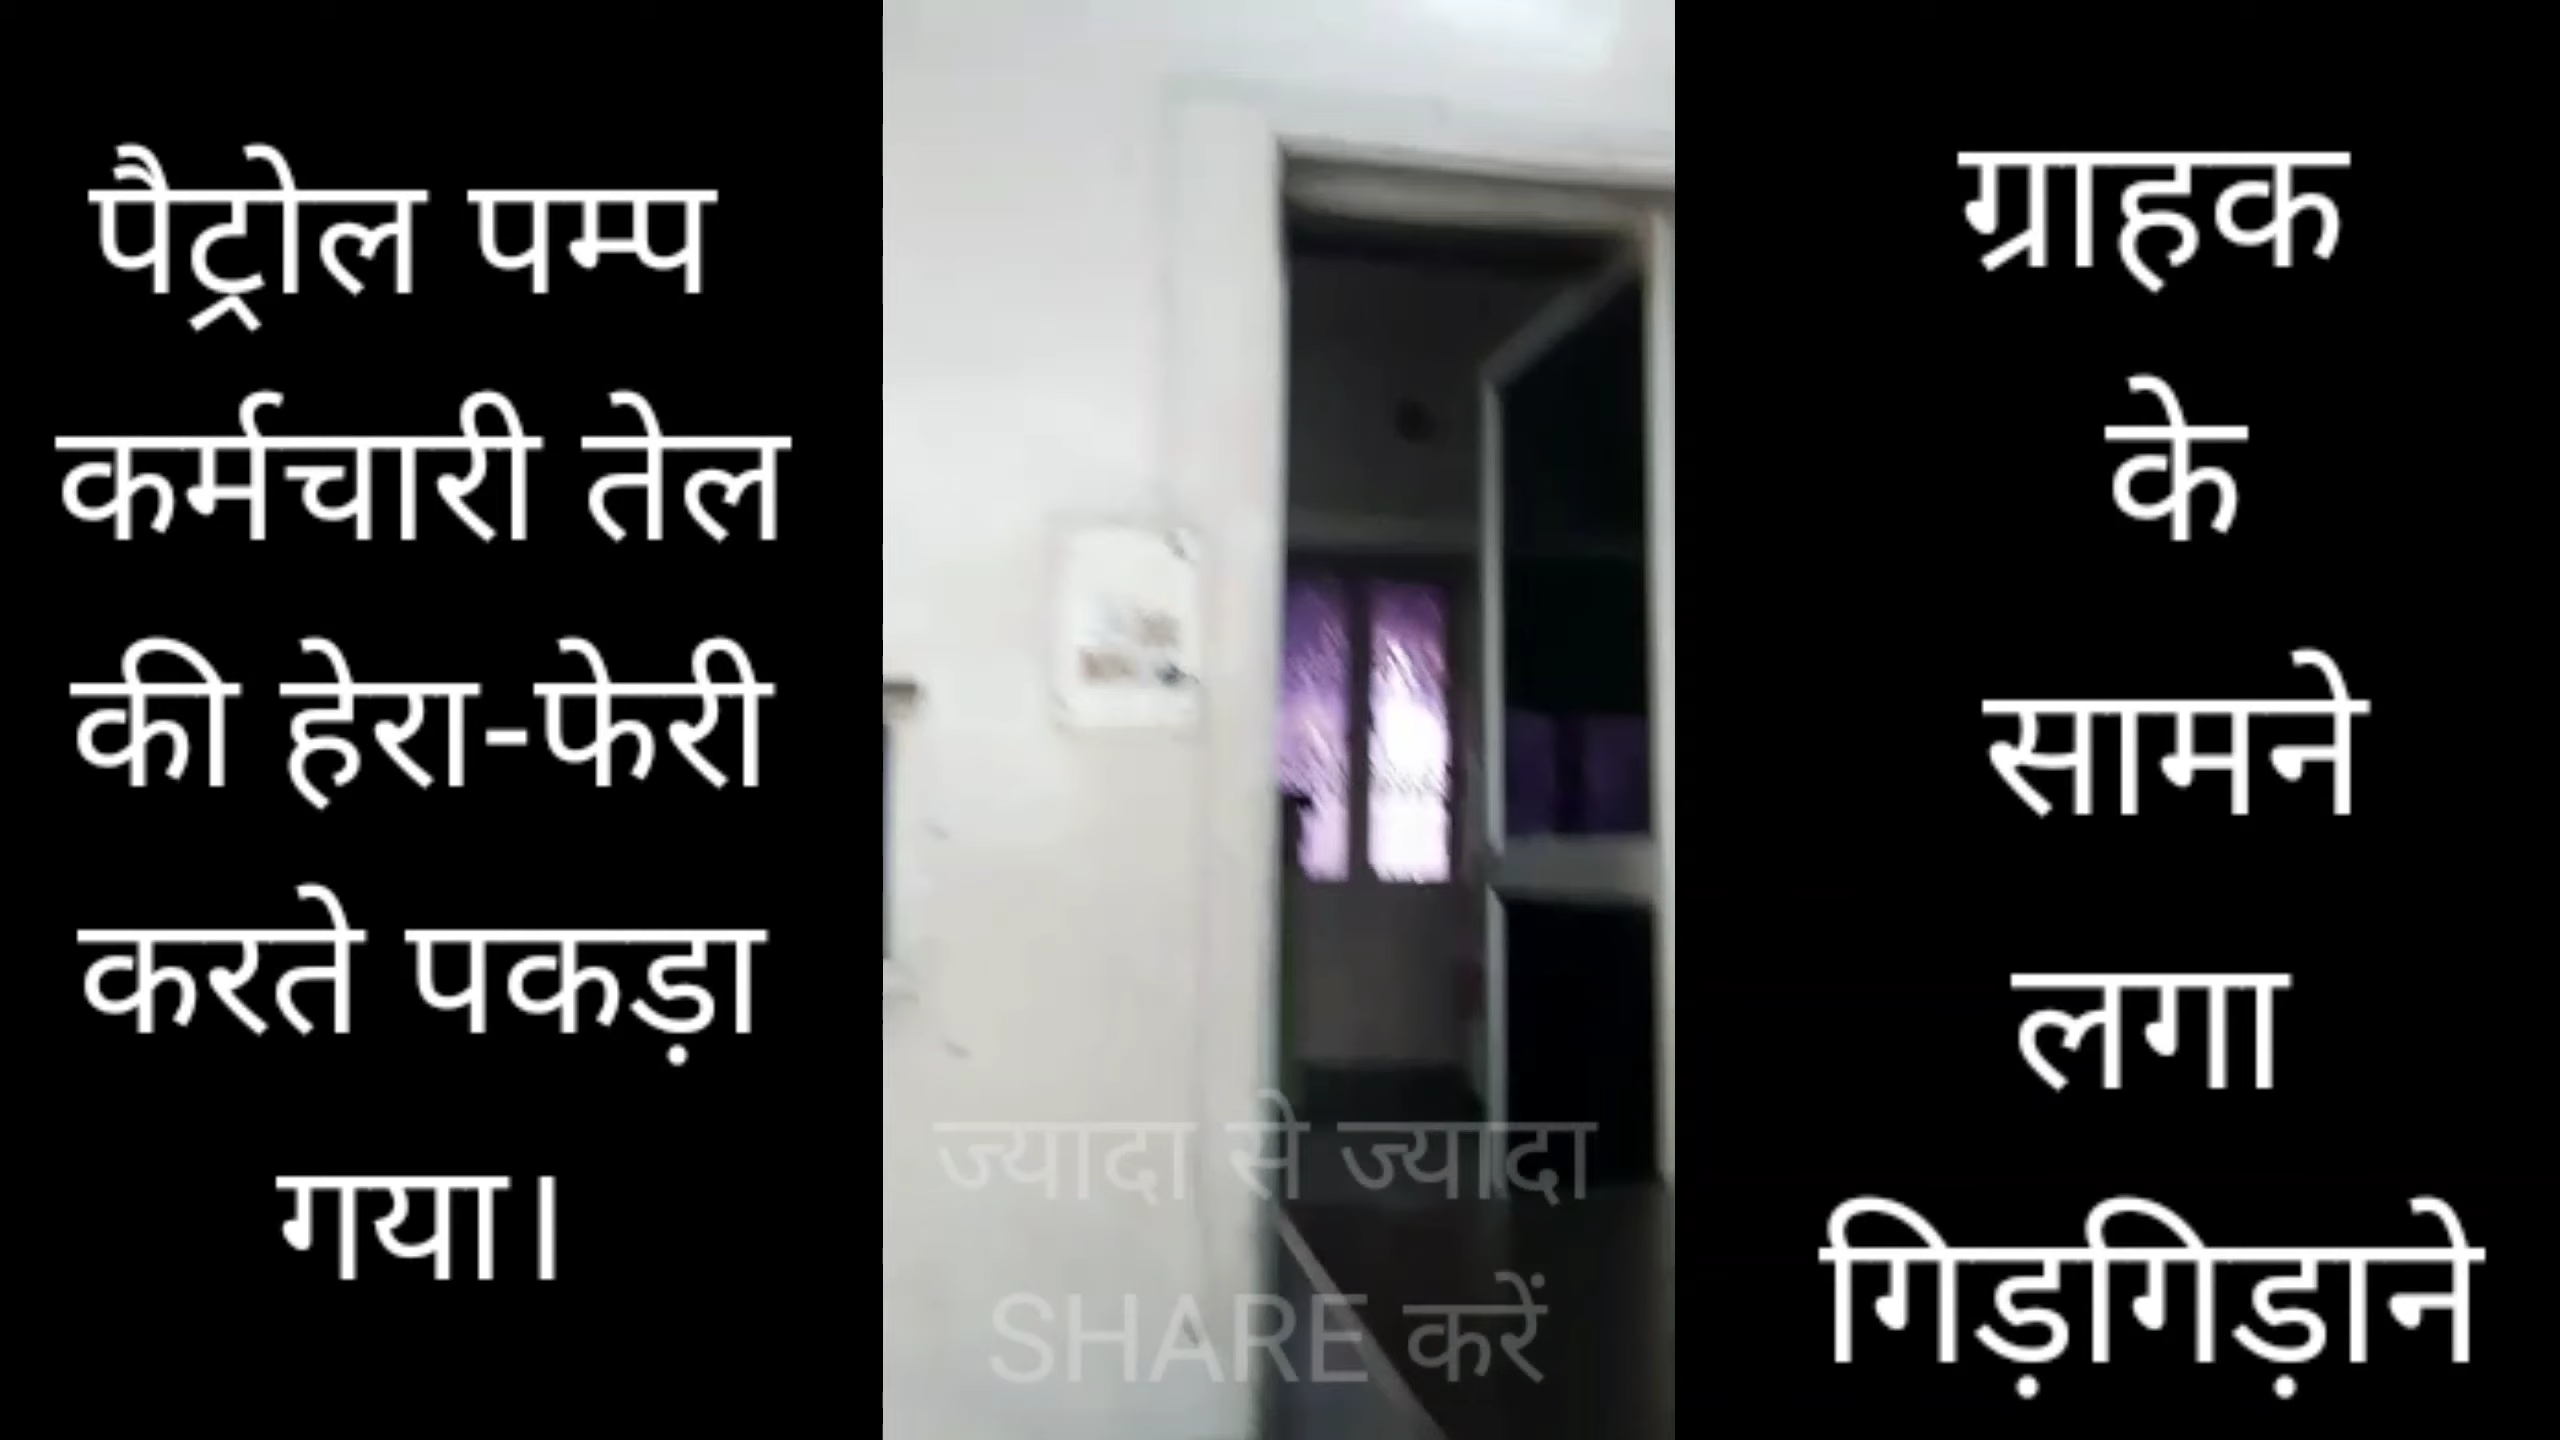 पैट्रोल पम्प
कर्मचारी तेल
की हेरा-फेरी
करते पकड़ा
गया।
ग्राहक
के
सामने
लगा
गिड़गिड़ाने
ज्यादा से ज्यादा
SHARE करें